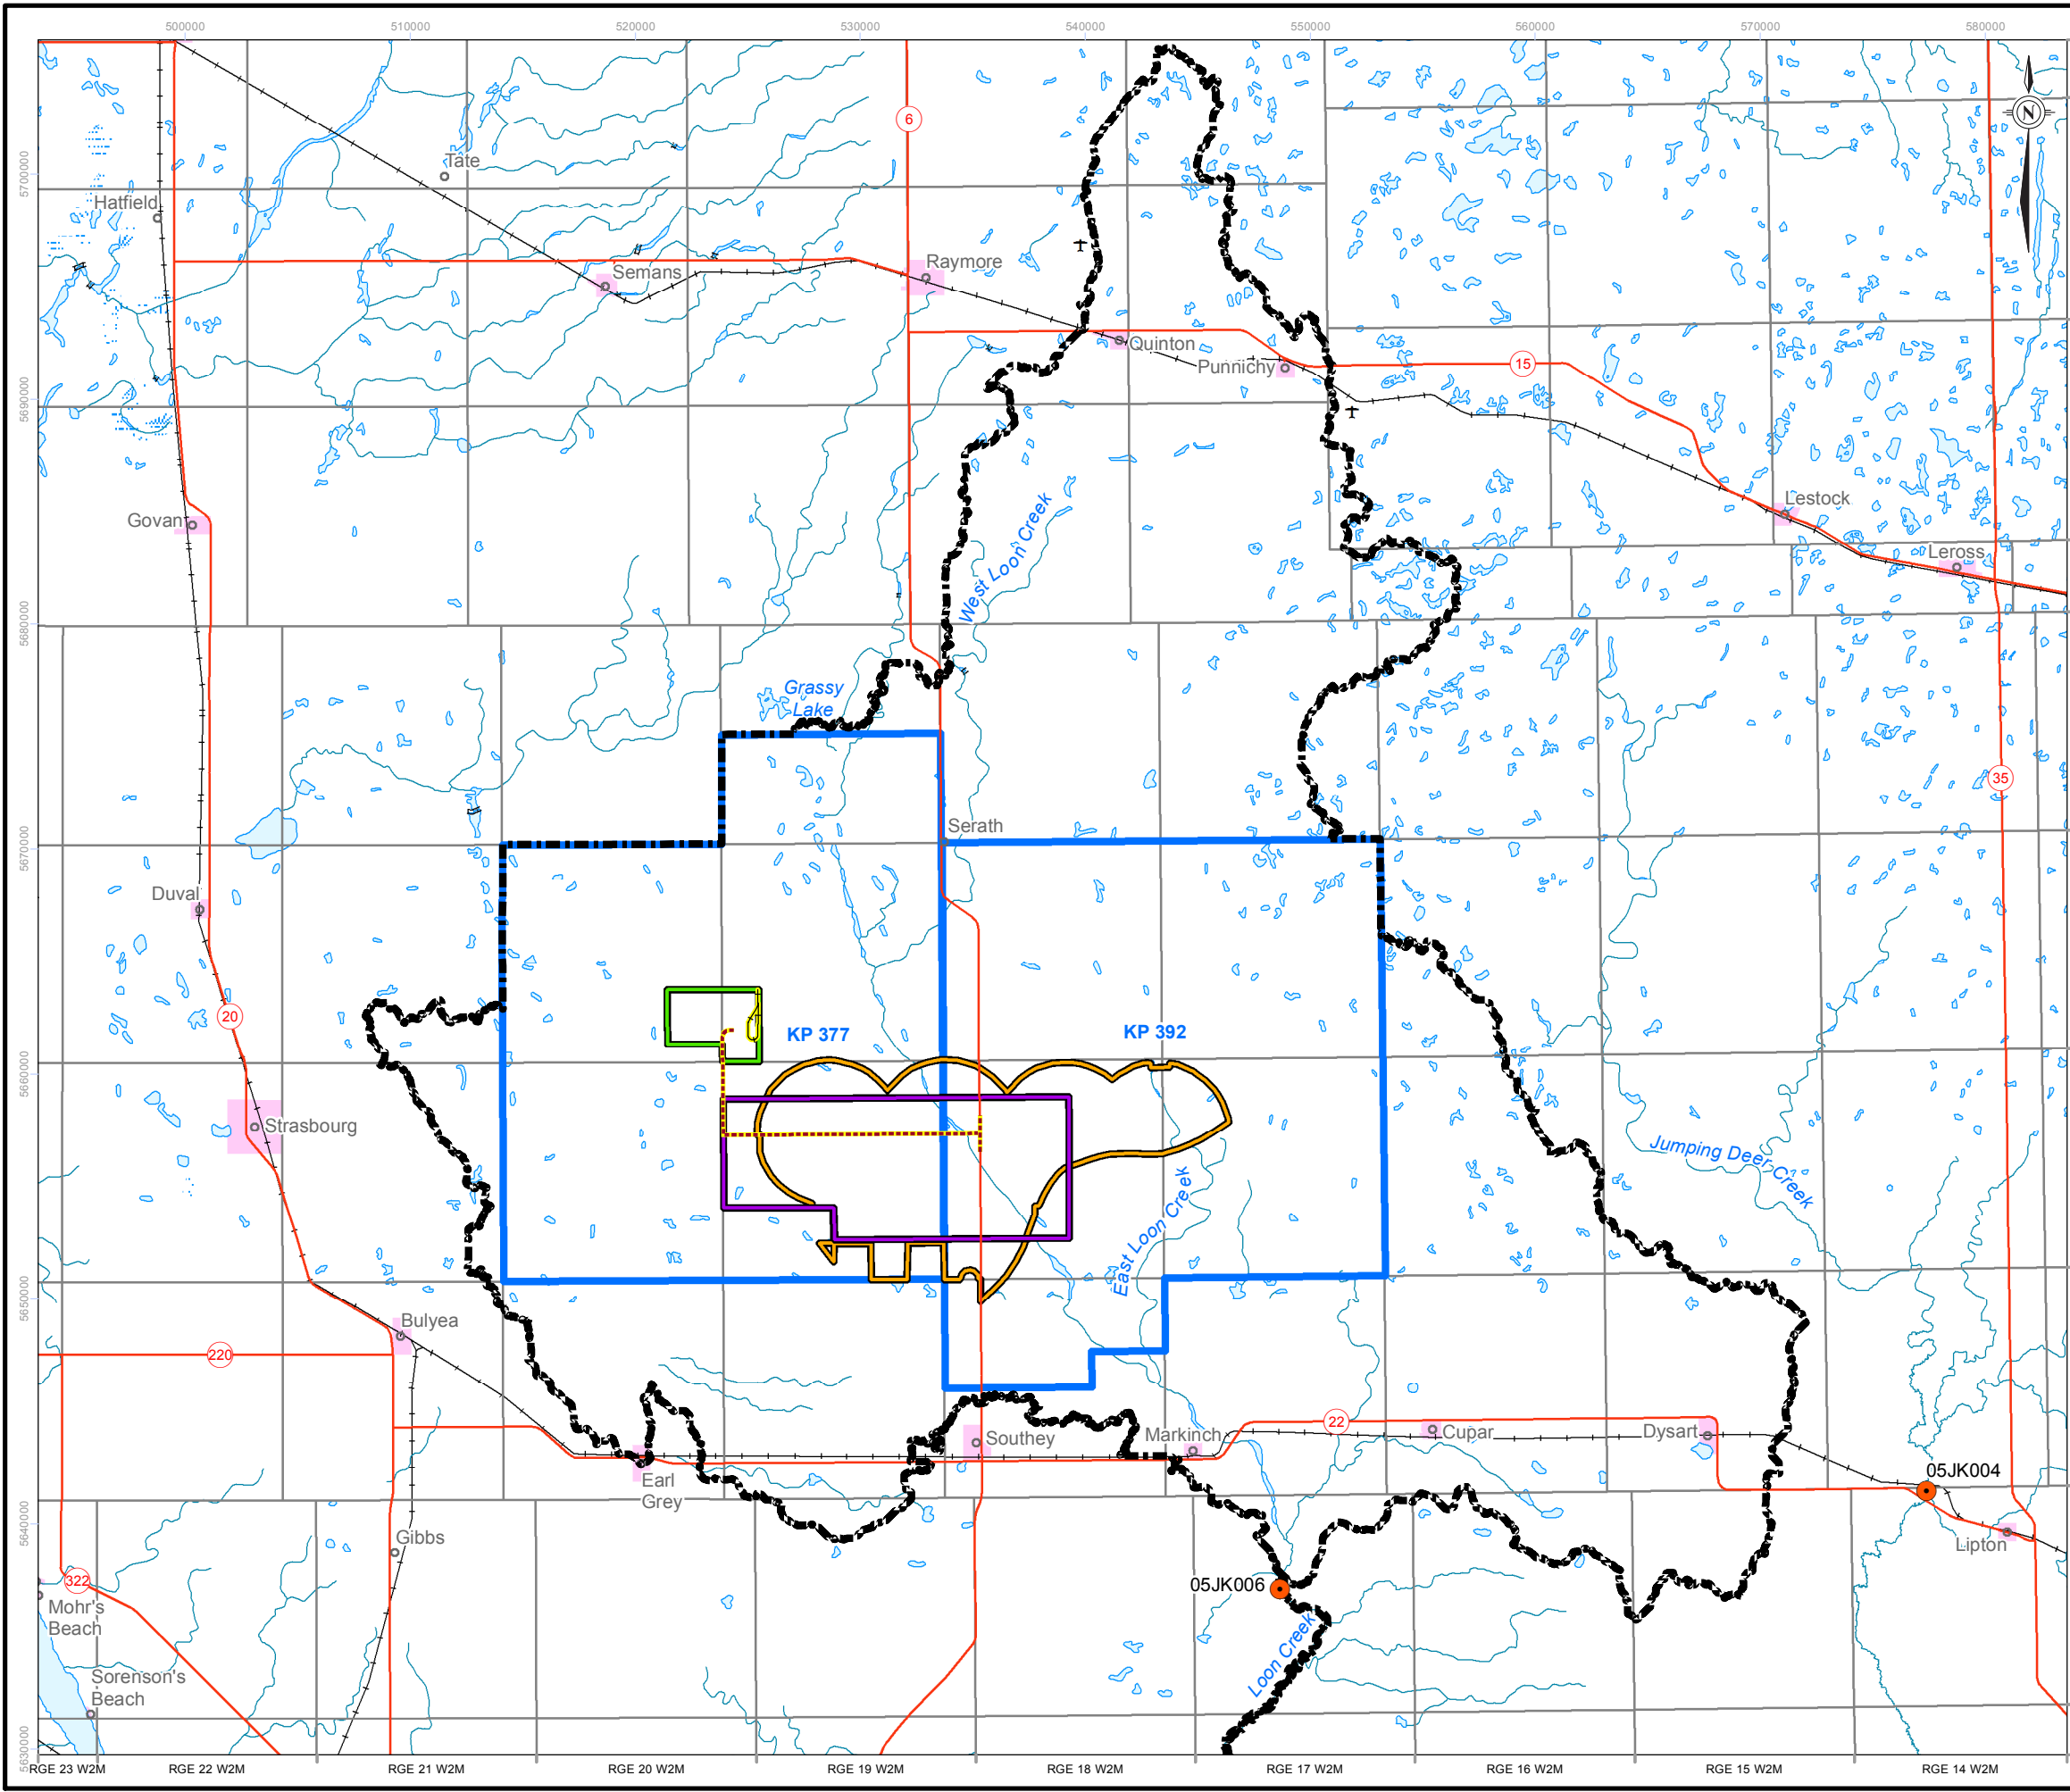 500000 510000 520000 530000 540000 550000 560000 570000 580000
N
6
Tate
5700000
Hatfield
Raymore
Semans
Quinton
Punnichy
15
5690000
Lestock
Govan
West Loon Creek
Leross
5680000
Grassy
Lake
35
Serath
5670000
Duval
20
KP 377
KP 392
5660000
Strasbourg
Jumping Deer Creek
East Loon Creek
5650000
Bulyea
220
22
Southey
Markinch
Cupar
Dysart
Earl
Grey
05JK004
5640000
Gibbs
Lipton
322
05JK006
Mohr's
Beach
Loon Creek
Sorenson's
Beach
5630000
RGE 23 W2M RGE 22 W2M RGE 21 W2M RGE 20 W2M RGE 19 W2M RGE 18 W2M RGE 17 W2M RGE 16 W2M RGE 15 W2M RGE 14 W2M